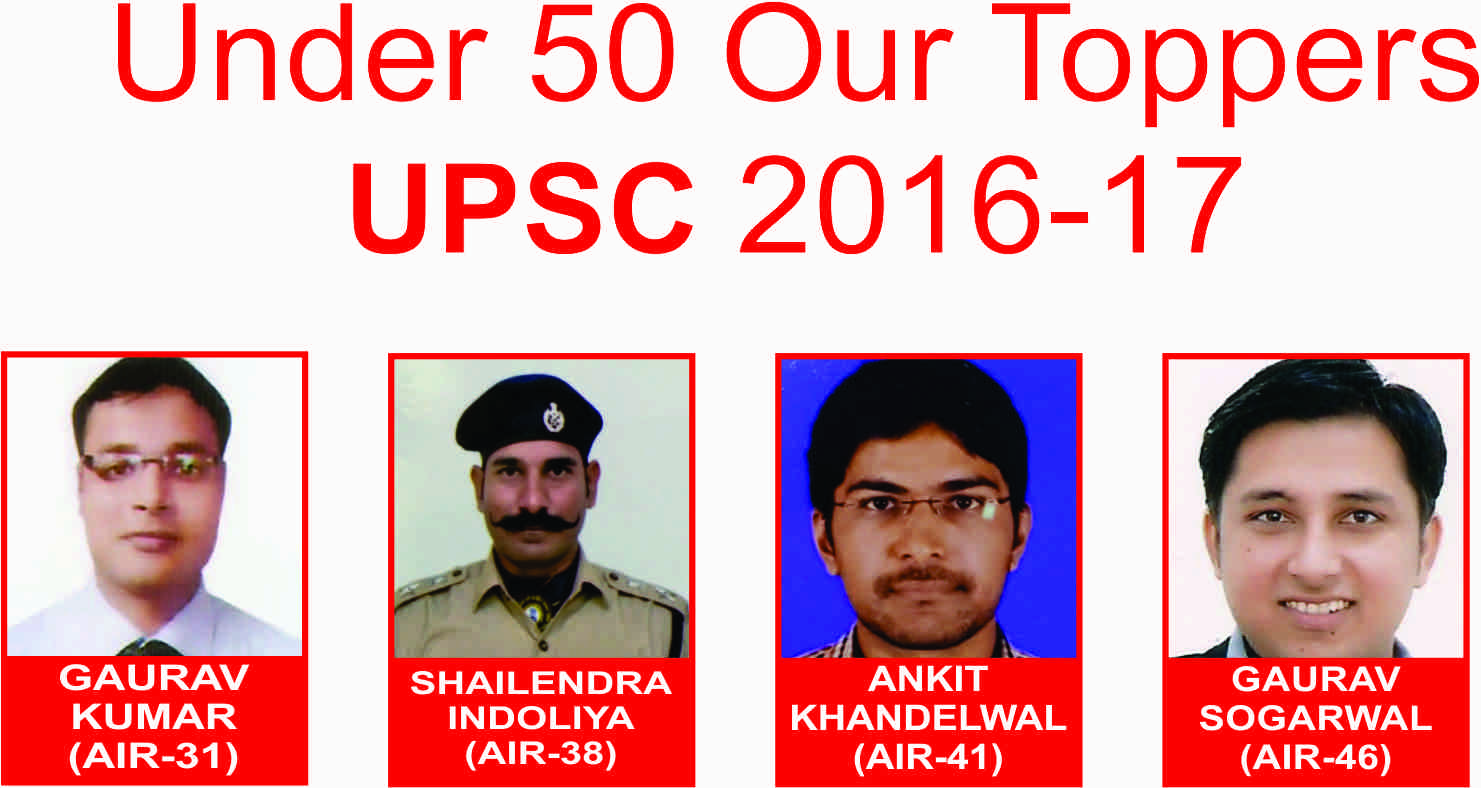 Under 50 Our Toppers
UPSC 2016-17
GAURAV
KUMAR
(AIR-31)
SHAILENDRA
INDOLIYA
(AIR-38)
ANKIT
KHANDELWAL
(AIR-41)
GAURAV
SOGARWAL
(AIR-46)